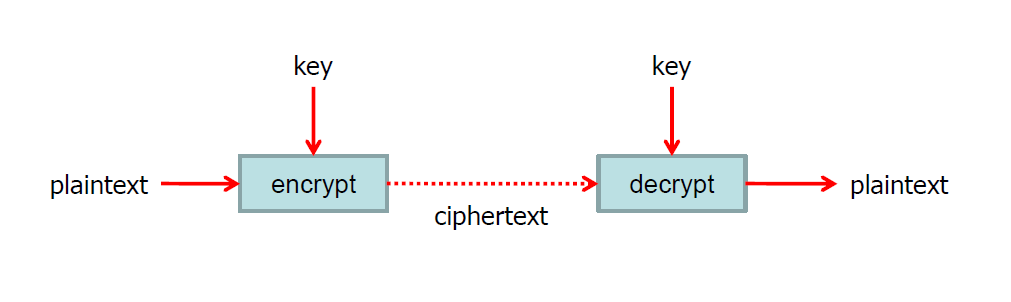 key
key
plaintext
encrypt
decrypt
plaintext
ciphertext